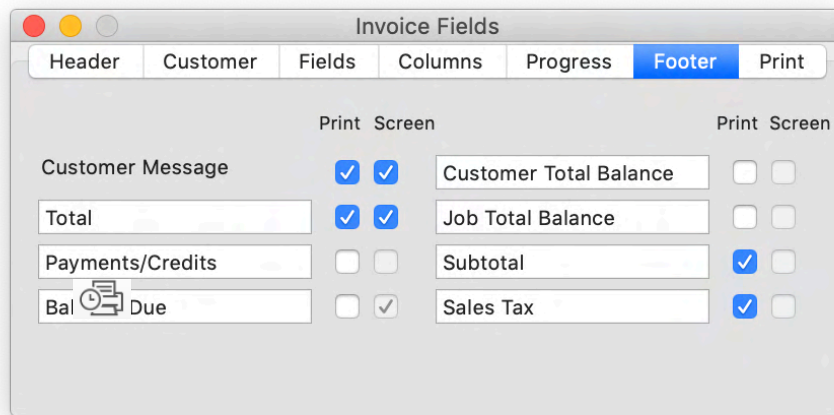 Invoice Fields
Header Customer Fields Columns Progress Footer Print
Print Screen Print Screen
Customer Message Customer Total Balance
Total Job Total Balance
Payments/Credits Subtotal
Due Sales Tax